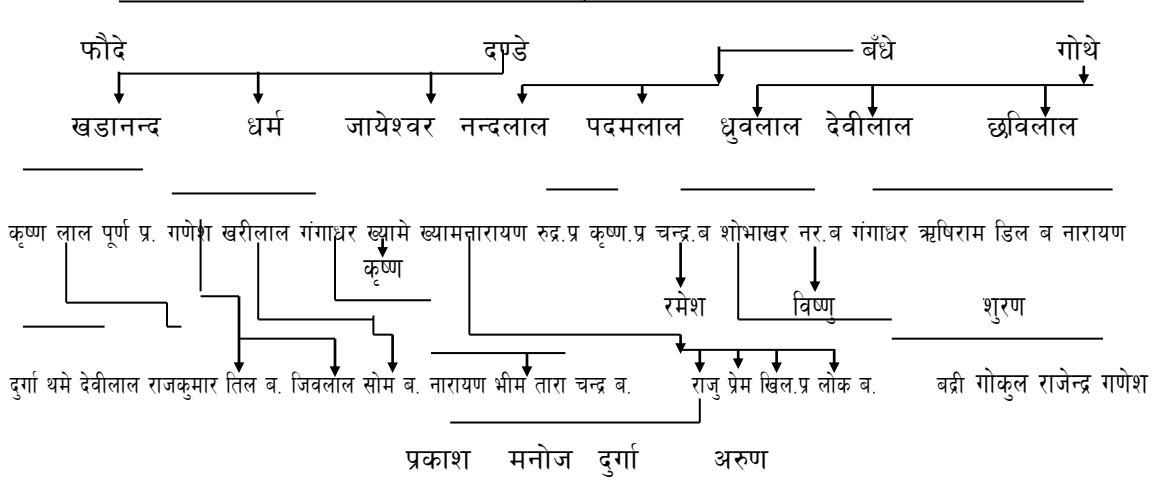 फौदे दण्डे बँधे गोथे
खडानन्द धर्म जायेश्वर नन्दलाल पदमलाल ध्रुवलाल देवीलाल छविलाल
कृष्ण लाल पूर्ण प्र. गणेश खरीलाल गंगाधर ख्यामे ख्यामनारायण रुद्र.प्र कृष्ण.प्र चन्द्र.ब शोभाखर नर.ब गंगाधर ऋषिराम डिल ब नारायण
कृष्ण
रमेश विष्णु शुरण
दुर्गा थमे देवीलाल राजकुमार तिल ब. जिवलाल सोम ब. नारायण भीम तारा चन्द्र ब. राजु प्रेम खिल.प्र लोक ब. बद्री गोकुल राजेन्द्र गणेश
प्रकाश मनोज दुर्गा अरुण